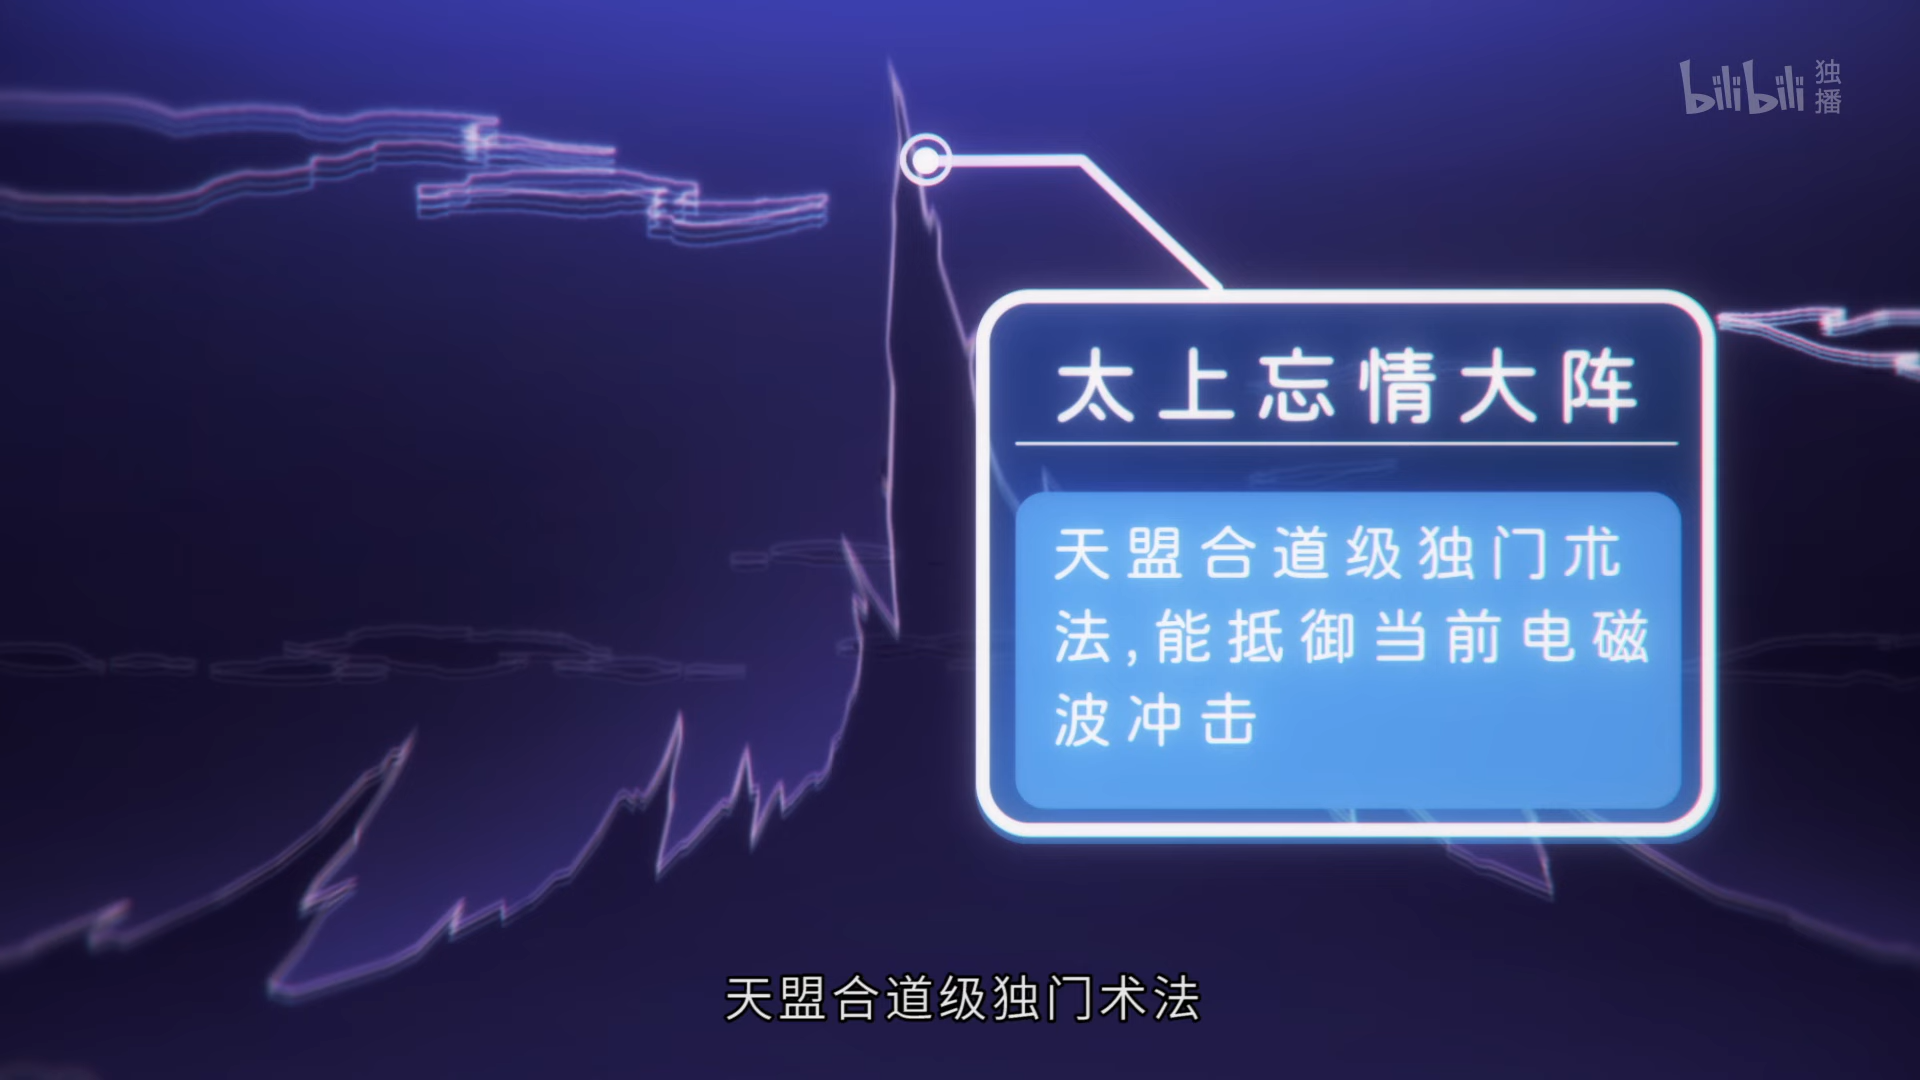 bilibili 独播
太上忘情大阵
天盟合道级独门术
法,能抵御当前电磁
波冲击
天盟合道级独门术法